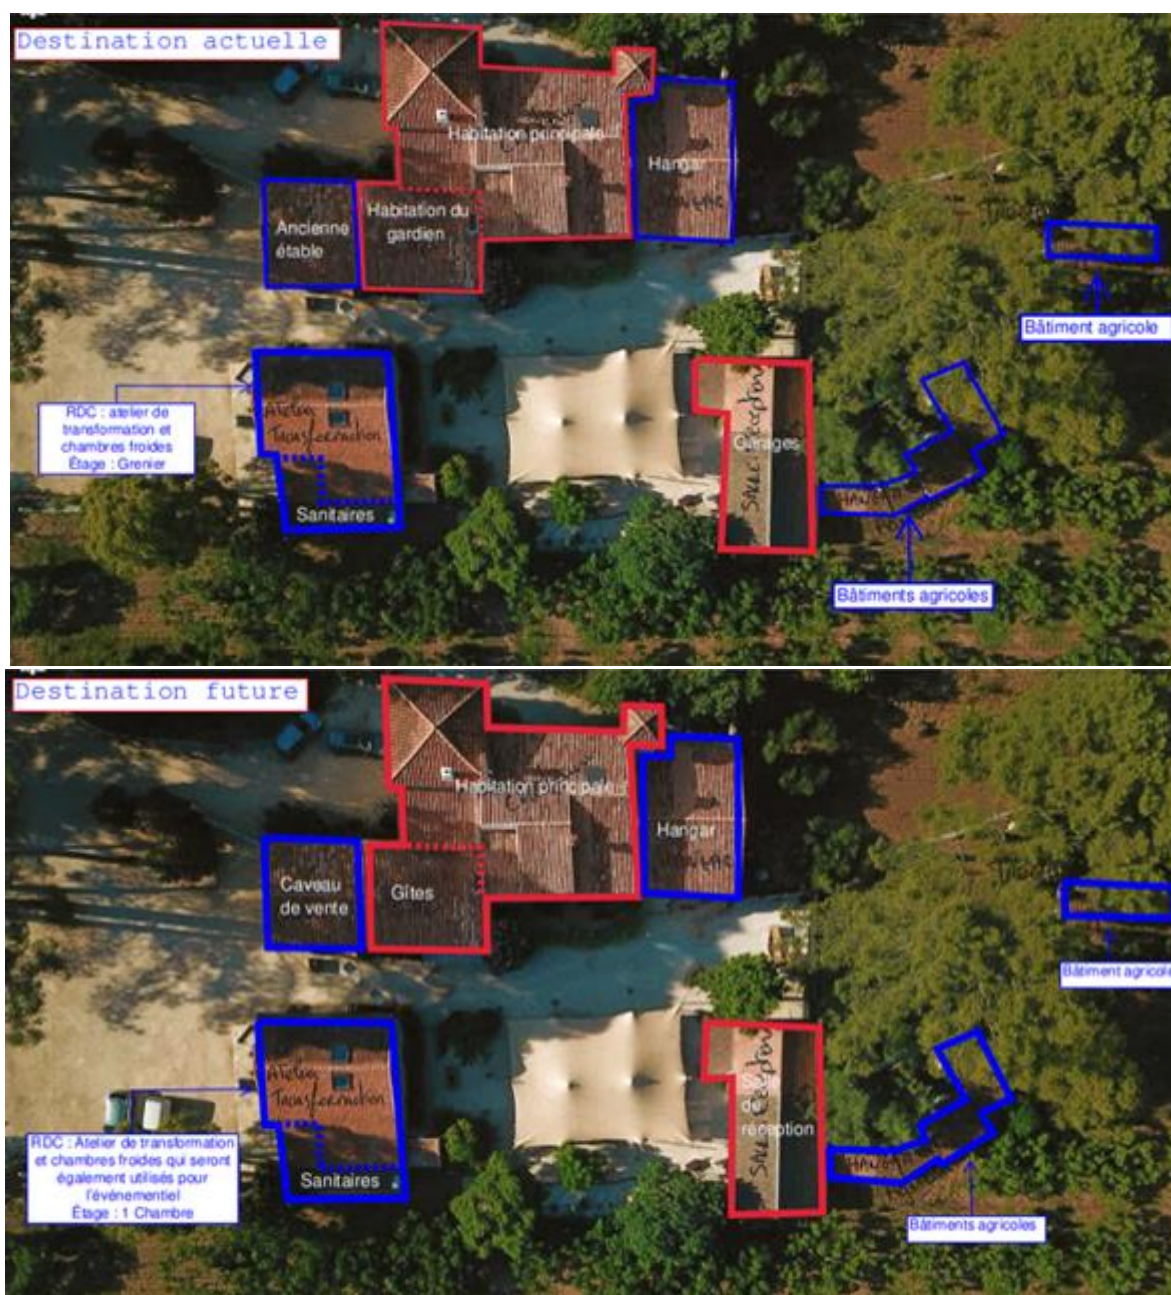 Destination actuelle
Habitation principale
Hangar
Ancienne
étable
Habitation du
gardien
Bâtiment agricole
RDC : atelier de
transformation et
chambres froides
Étage : Grenier
Atelier
Transformation
Sanitaires
Garages
Salle Réception
HANGAR
Bâtiments agricoles
Destination future
Habitation principale
Hangar
Caveau
de vente
Gîtes
Bâtiment agricole
Atelier
Transformation
RDC : Atelier de transformation
et chambres froides qui seront
également utilisés pour
l'événementiel
Étage : 1 Chambre
Sanitaires
de
réception
Salle Réception
HANGAR
Bâtiments agricoles